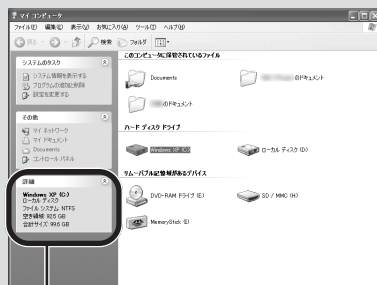 マイ コンピュータ
ファイル(F) 編集(E) 表示(V) お気に入り(A) ツール(T) ヘルプ(H)
戻る 検索 フォルダ
システムのタスク
システム情報を表示する
プログラムの追加と削除
設定を変更する
その他
マイ ネットワーク
マイ ドキュメント
Documents
コントロール パネル
詳細
Windows XP (C:)
ローカル ディスク
ファイル システム: NTFS
空き領域: 92.5 GB
合計サイズ: 99.6 GB
このコンピュータに保管されているファイル
Documents
のドキュメント
のドキュメント
ハード ディスク ドライブ
Windows XP (C:)
ローカル ディスク (D:)
リムーバブル記憶域があるデバイス
DVD-RAM ドライブ (E:)
SD / MMC (H:)
MemoryStick (I:)